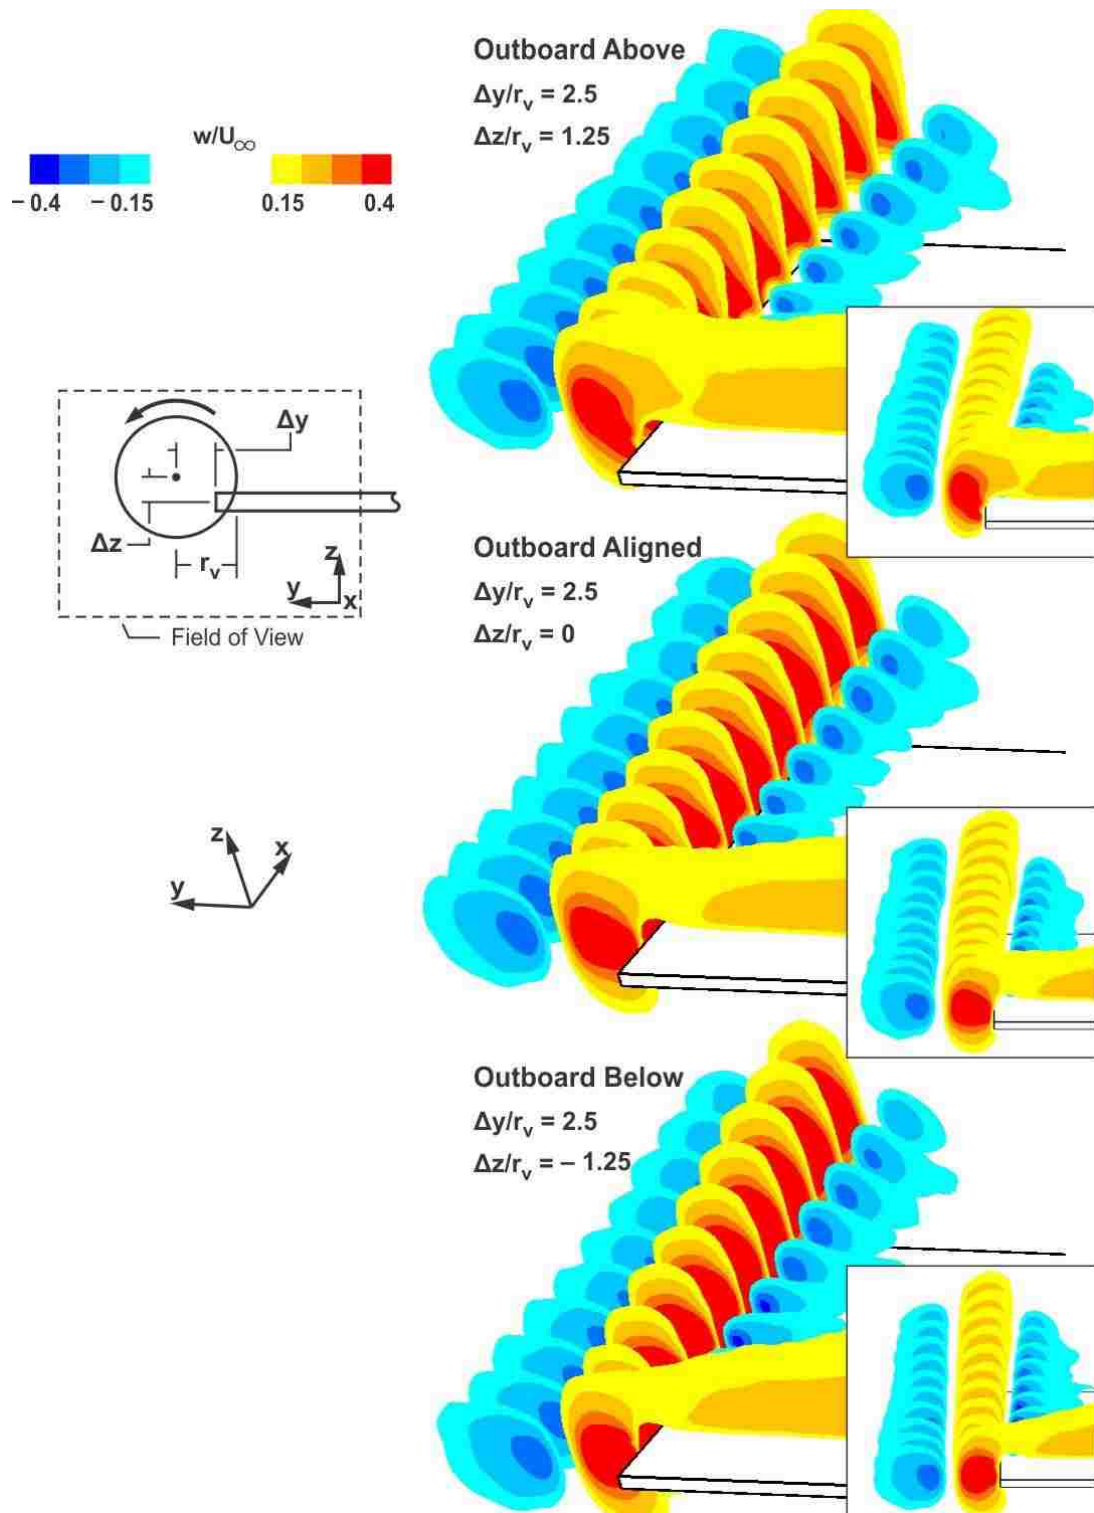 Outboard Above
Δy/rᵥ = 2.5
Δz/rᵥ = 1.25
w/U∞
− 0.4 − 0.15 0.15 0.4
Δy
Δz
rᵥ
z
y x
Field of View
Outboard Aligned
Δy/rᵥ = 2.5
Δz/rᵥ = 0
z x
y
Outboard Below
Δy/rᵥ = 2.5
Δz/rᵥ = − 1.25